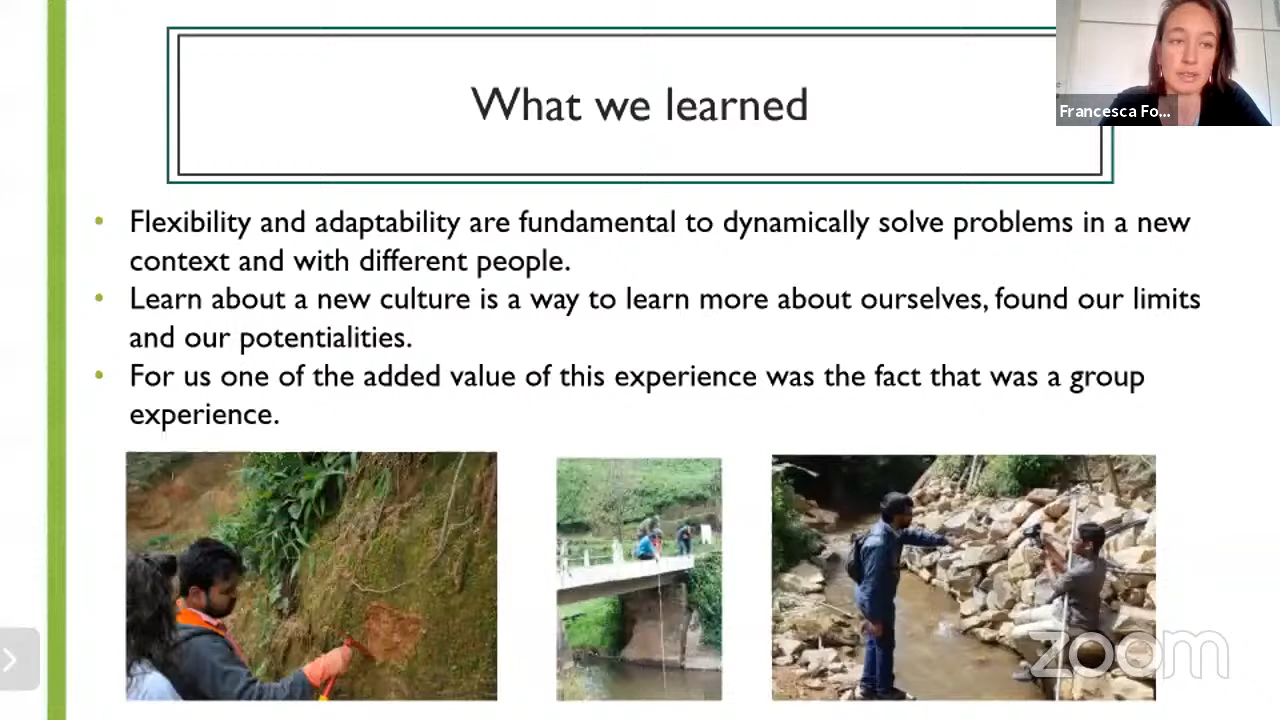 What we learned
Francesca Fo...
• Flexibility and adaptability are fundamental to dynamically solve problems in a new
context and with different people.
• Learn about a new culture is a way to learn more about ourselves, found our limits
and our potentialities.
• For us one of the added value of this experience was the fact that was a group
experience.
zoom